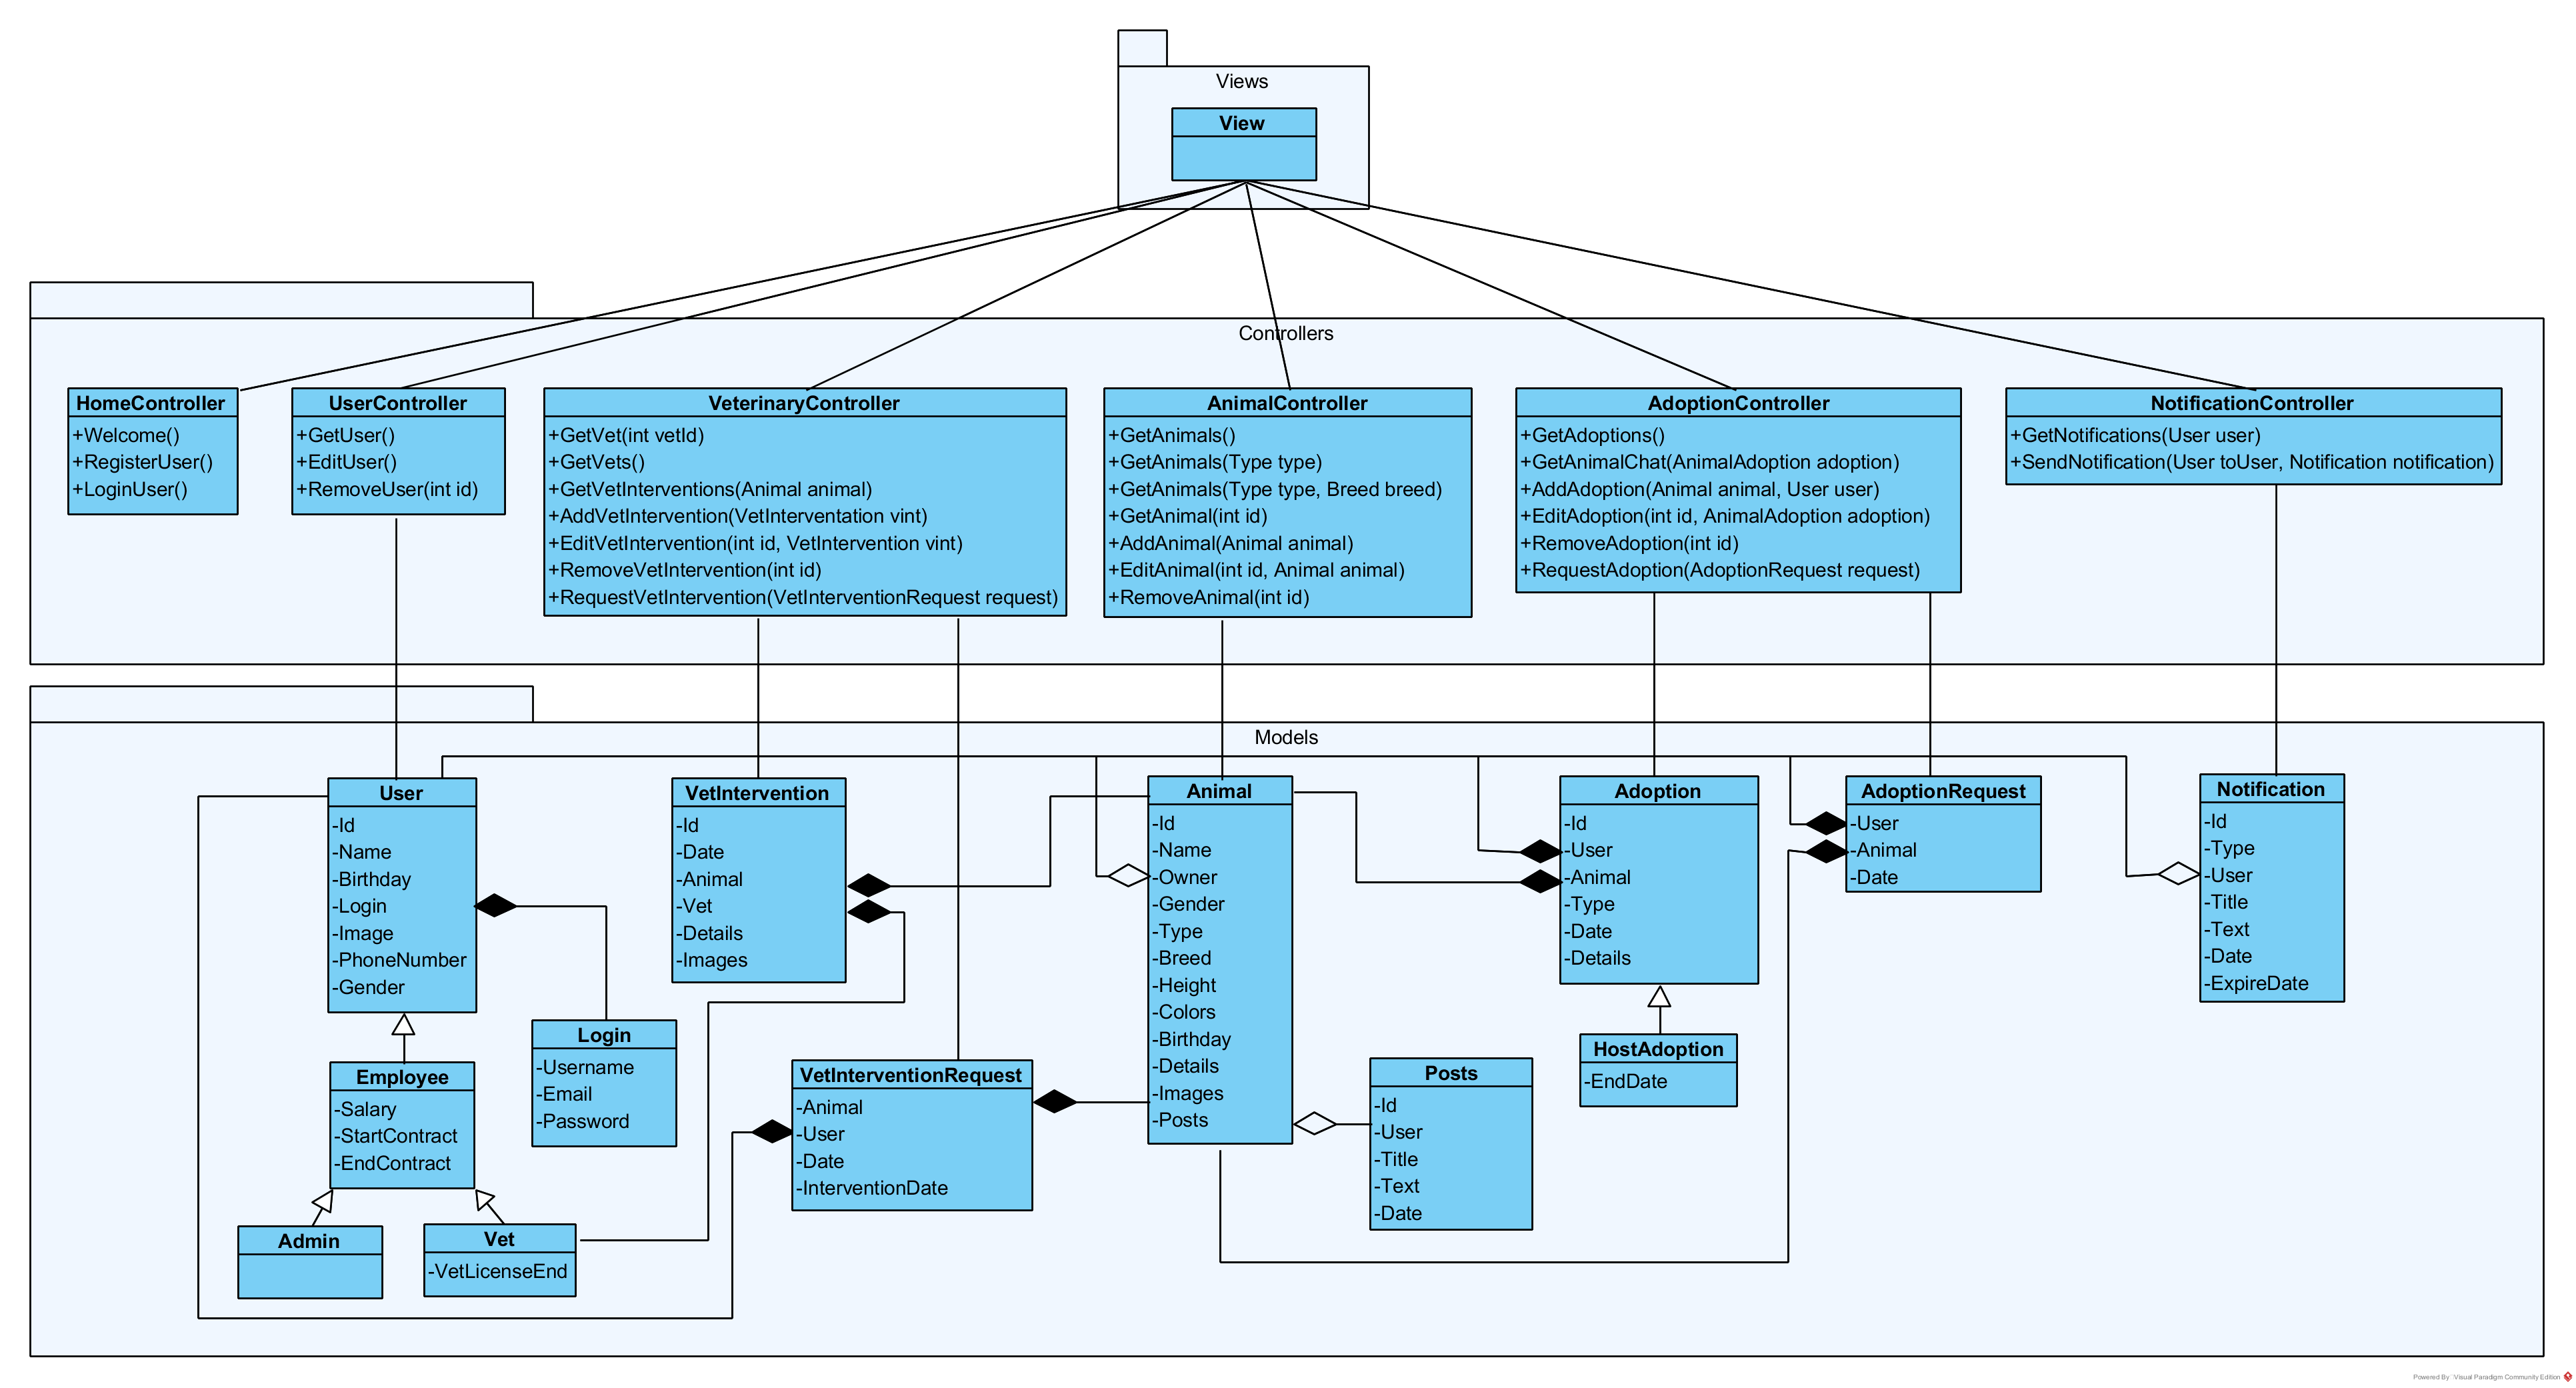 Views
View
Controllers
HomeController
+Welcome()
+RegisterUser()
+LoginUser()
UserController
+GetUser()
+EditUser()
+RemoveUser(int id)
VeterinaryController
+GetVet(int vetId)
+GetVets()
+GetVetInterventions(Animal animal)
+AddVetIntervention(VetInterventation vint)
+EditVetIntervention(int id, VetIntervention vint)
+RemoveVetIntervention(int id)
+RequestVetIntervention(VetInterventionRequest request)
AnimalController
+GetAnimals()
+GetAnimals(Type type)
+GetAnimals(Type type, Breed breed)
+GetAnimal(int id)
+AddAnimal(Animal animal)
+EditAnimal(int id, Animal animal)
+RemoveAnimal(int id)
AdoptionController
+GetAdoptions()
+GetAnimalChat(AnimalAdoption adoption)
+AddAdoption(Animal animal, User user)
+EditAdoption(int id, AnimalAdoption adoption)
+RemoveAdoption(int id)
+RequestAdoption(AdoptionRequest request)
NotificationController
+GetNotifications(User user)
+SendNotification(User toUser, Notification notification)
Models
User
-Id
-Name
-Birthday
-Login
-Image
-PhoneNumber
-Gender
VetIntervention
-Id
-Date
-Animal
-Vet
-Details
-Images
Animal
-Id
-Name
-Owner
-Gender
-Type
-Breed
-Height
-Colors
-Birthday
-Details
-Images
-Posts
Adoption
-Id
-User
-Animal
-Type
-Date
-Details
AdoptionRequest
-User
-Animal
-Date
Notification
-Id
-Type
-User
-Title
-Text
-Date
-ExpireDate
Login
-Username
-Email
-Password
Employee
-Salary
-StartContract
-EndContract
VetInterventionRequest
-Animal
-User
-Date
-InterventionDate
Posts
-Id
-User
-Title
-Text
-Date
HostAdoption
-EndDate
Admin
Vet
-VetLicenseEnd
Powered By Visual Paradigm Community Edition